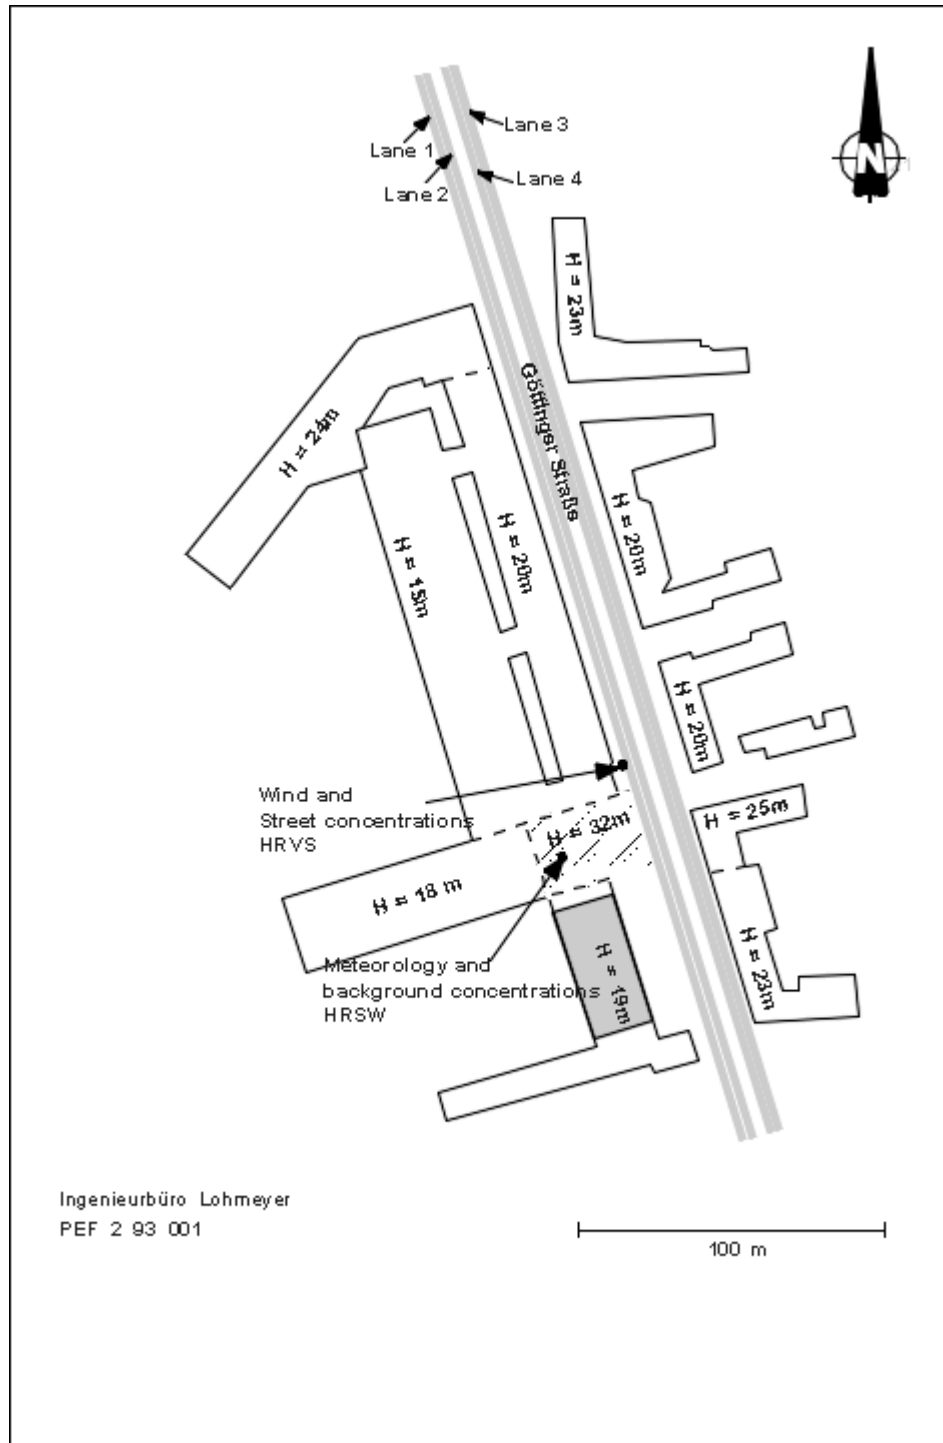 Lane 3
Lane 1
Lane 4
Lane 2
N
H = 23m
Göttinger Straße
H = 24m
H = 20m
H = 20m
H = 15m
H = 20m
Wind and
Street concentrations
HRVS
H = 32m
H = 25m
H = 18 m
H = 23m
Meteorology and
background concentrations
HRSW
H = 19m
Ingenieurbüro Lohmeyer
PEF 2 93 001
100 m